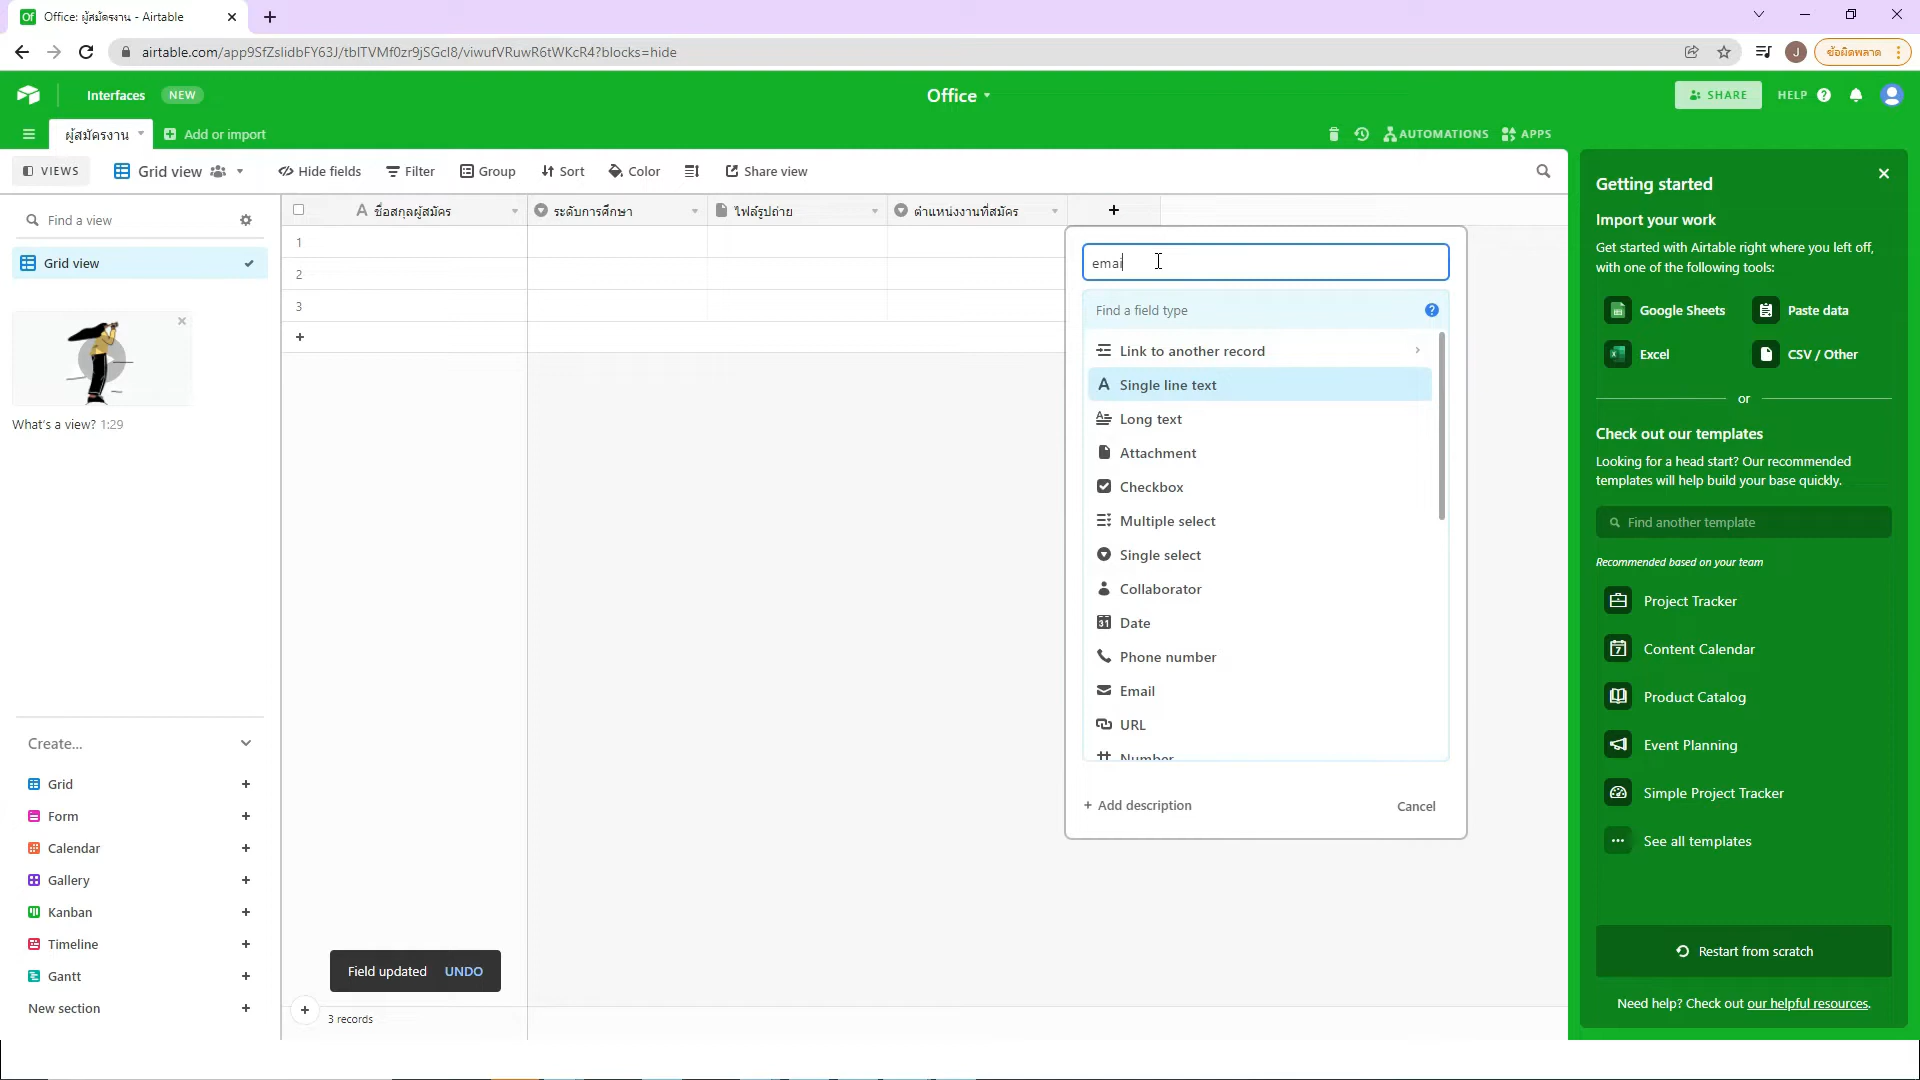 Office: ผู้สมัครงาน - Airtable
airtable.com/app9SfZslidbFY63J/tblTVMf0zr9jSGcl8/viwufVRuwR6tWKcR4?blocks=hide
J
ข้อผิดพลาด
Interfaces NEW
Office
SHARE
HELP
ผู้สมัครงาน
Add or import
AUTOMATIONS
APPS
VIEWS
Grid view
Hide fields
Filter
Group
Sort
Color
Share view
Find a view
Grid view
What's a view? 1:29
Create...
Grid
Form
Calendar
Gallery
Kanban
Timeline
Gantt
New section
ชื่อสกุลผู้สมัคร
ระดับการศึกษา
ไฟล์รูปถ่าย
ตำแหน่งงานที่สมัคร
1
2
3
emai
Find a field type
Link to another record
Single line text
Long text
Attachment
Checkbox
Multiple select
Single select
Collaborator
Date
Phone number
Email
URL
Number
+ Add description
Cancel
Field updated UNDO
3 records
Getting started
Import your work
Get started with Airtable right where you left off,
with one of the following tools:
Google Sheets
Paste data
Excel
CSV / Other
or
Check out our templates
Looking for a head start? Our recommended
templates will help build your base quickly.
Find another template
Recommended based on your team
Project Tracker
Content Calendar
Product Catalog
Event Planning
Simple Project Tracker
See all templates
Restart from scratch
Need help? Check out our helpful resources.